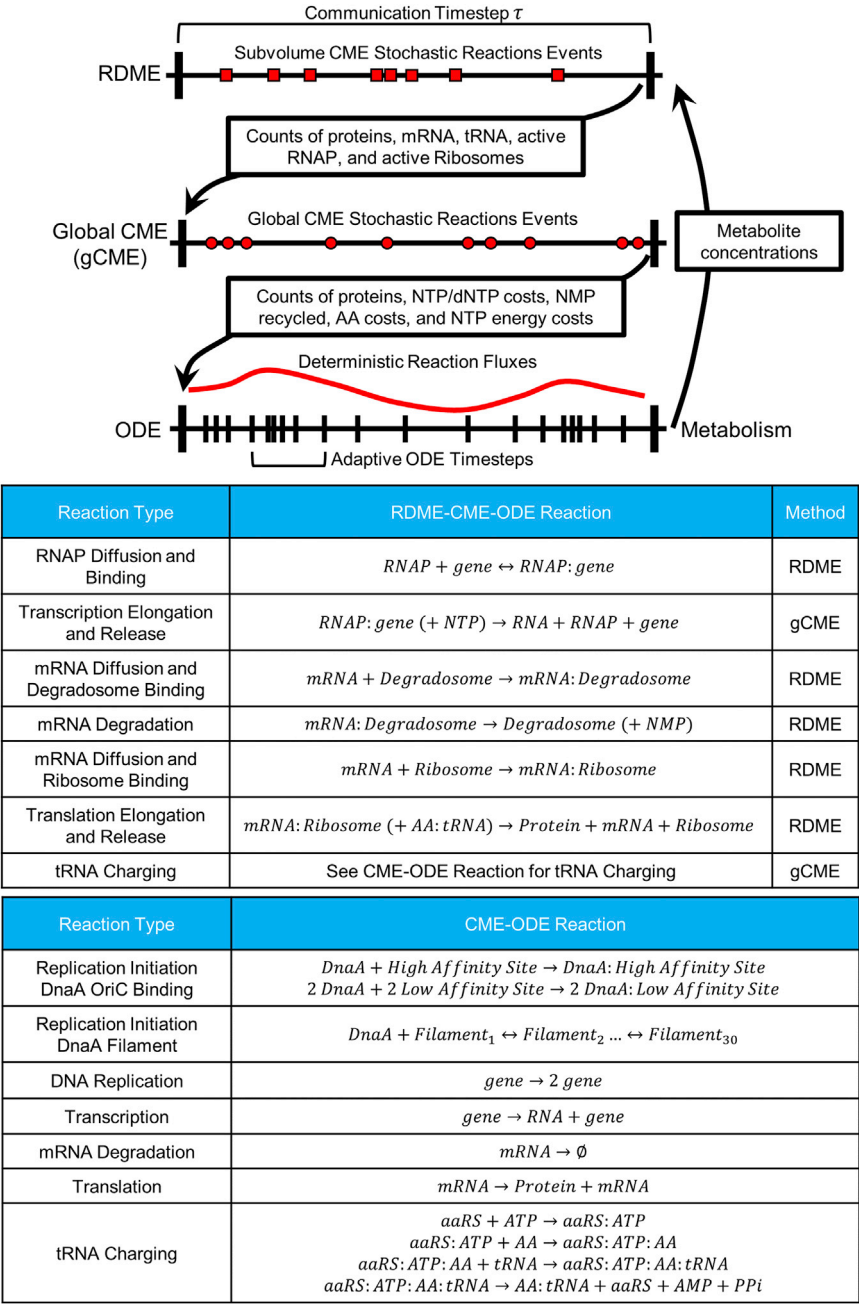 Communication Timestep τ
Subvolume CME Stochastic Reactions Events
RDME
Counts of proteins, mRNA, tRNA, active
RNAP, and active Ribosomes
Global CME Stochastic Reactions Events
Global CME
(gCME)
Metabolite
concentrations
Counts of proteins, NTP/dNTP costs, NMP
recycled, AA costs, and NTP energy costs
Deterministic Reaction Fluxes
ODE
Metabolism
Adaptive ODE Timesteps
Reaction Type RDME-CME-ODE Reaction Method
RNAP Diffusion and
Binding
RNAP + gene ↔ RNAP: gene
RDME
Transcription Elongation
and Release
RNAP: gene (+ NTP) → RNA + RNAP + gene
gCME
mRNA Diffusion and
Degradosome Binding
mRNA + Degradosome → mRNA: Degradosome
RDME
mRNA Degradation
mRNA: Degradosome → Degradosome (+ NMP)
RDME
mRNA Diffusion and
Ribosome Binding
mRNA + Ribosome → mRNA: Ribosome
RDME
Translation Elongation
and Release
mRNA: Ribosome (+ AA: tRNA) → Protein + mRNA + Ribosome
RDME
tRNA Charging
See CME-ODE Reaction for tRNA Charging
gCME
Reaction Type CME-ODE Reaction
Replication Initiation
DnaA OriC Binding
DnaA + High Affinity Site → DnaA: High Affinity Site
2 DnaA + 2 Low Affinity Site → 2 DnaA: Low Affinity Site
Replication Initiation
DnaA Filament
DnaA + Filament₁ ↔ Filament₂ … ↔ Filament₃₀
DNA Replication
gene → 2 gene
Transcription
gene → RNA + gene
mRNA Degradation
mRNA → ∅
Translation
mRNA → Protein + mRNA
tRNA Charging
aaRS + ATP → aaRS: ATP
aaRS: ATP + AA → aaRS: ATP: AA
aaRS: ATP: AA + tRNA → aaRS: ATP: AA: tRNA
aaRS: ATP: AA: tRNA → AA: tRNA + aaRS + AMP + PPi